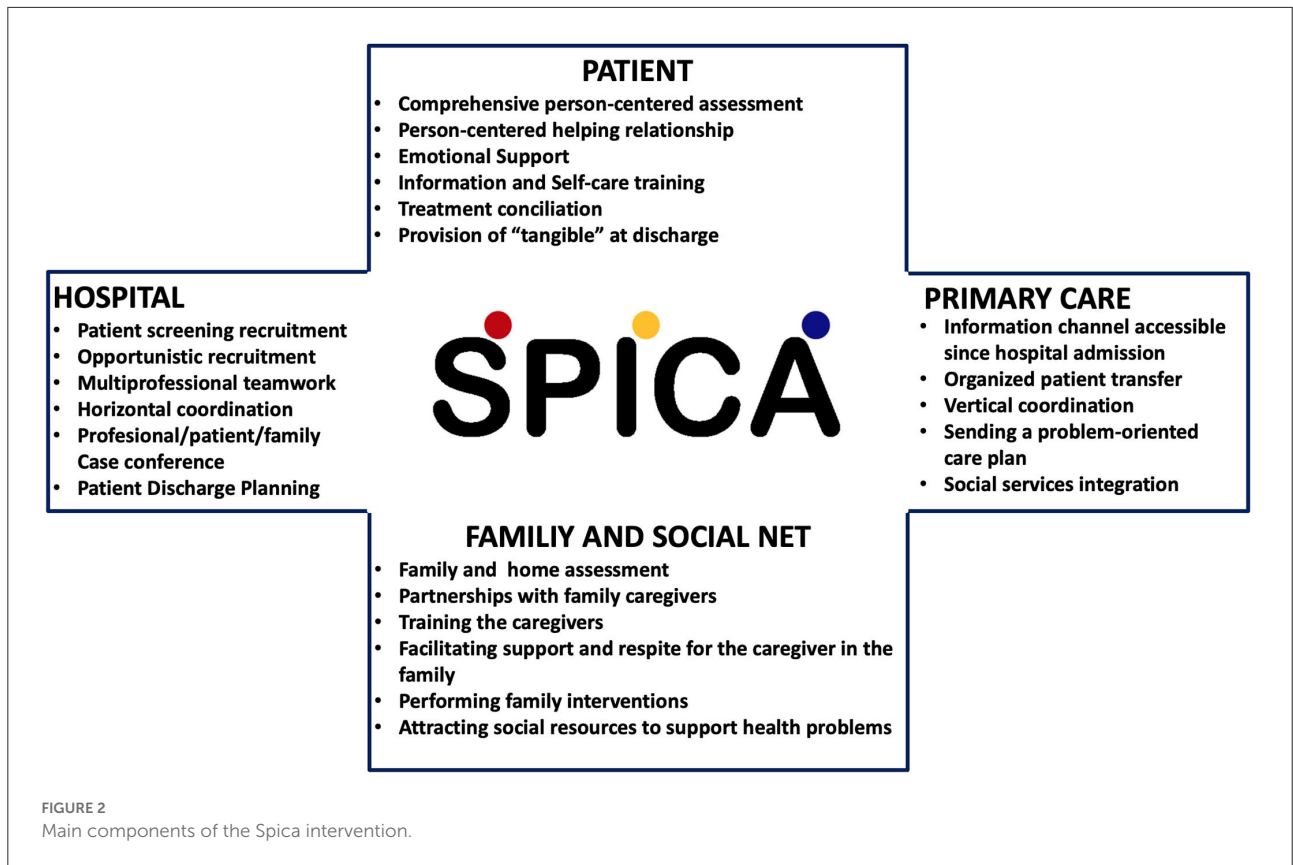 PATIENT
• Comprehensive person-centered assessment
• Person-centered helping relationship
• Emotional Support
• Information and Self-care training
• Treatment conciliation
• Provision of “tangible” at discharge
HOSPITAL
• Patient screening recruitment
• Opportunistic recruitment
• Multiprofessional teamwork
• Horizontal coordination
• Profesional/patient/family
Case conference
• Patient Discharge Planning
SPICA
PRIMARY CARE
• Information channel accessible
since hospital admission
• Organized patient transfer
• Vertical coordination
• Sending a problem-oriented
care plan
• Social services integration
FAMILIY AND SOCIAL NET
• Family and home assessment
• Partnerships with family caregivers
• Training the caregivers
• Facilitating support and respite for the caregiver in the
family
• Performing family interventions
• Attracting social resources to support health problems
FIGURE 2
Main components of the Spica intervention.